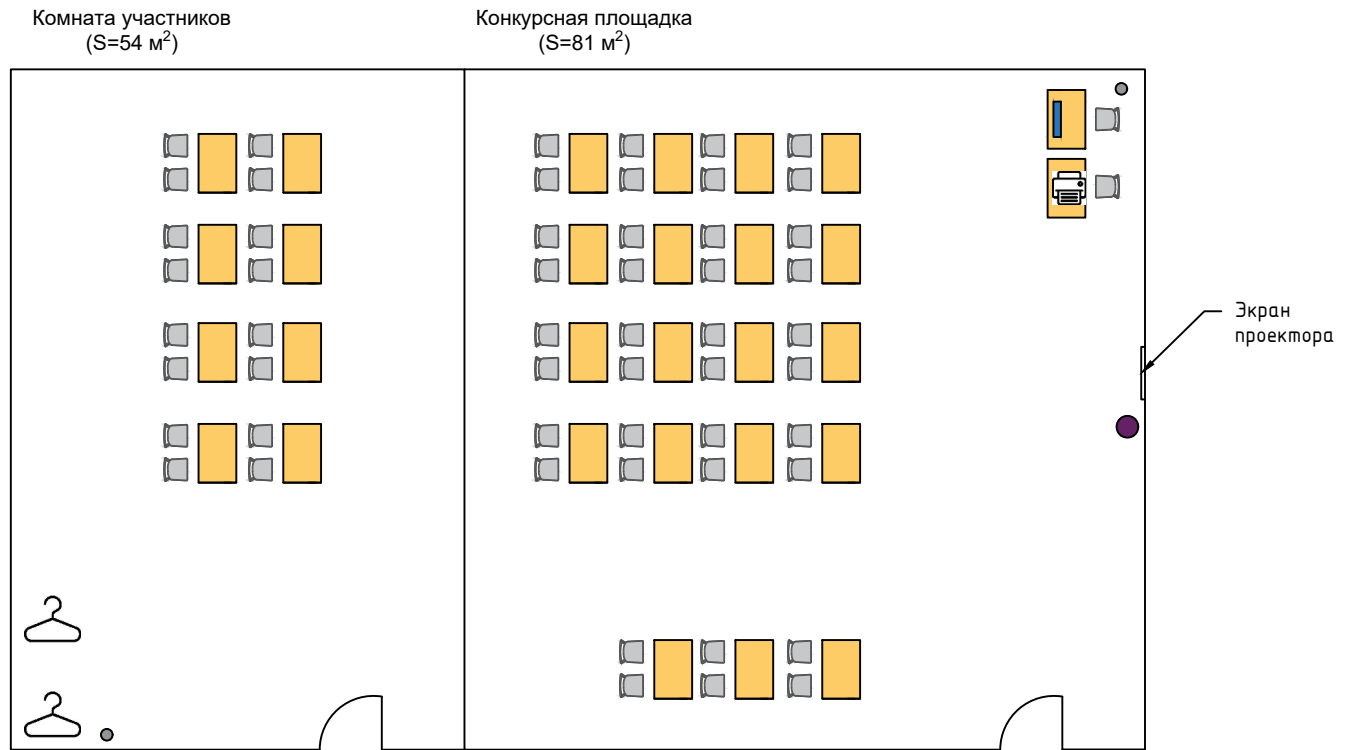 Комната участников
(S=54 м²)
Конкурсная площадка
(S=81 м²)
Экран
проектора